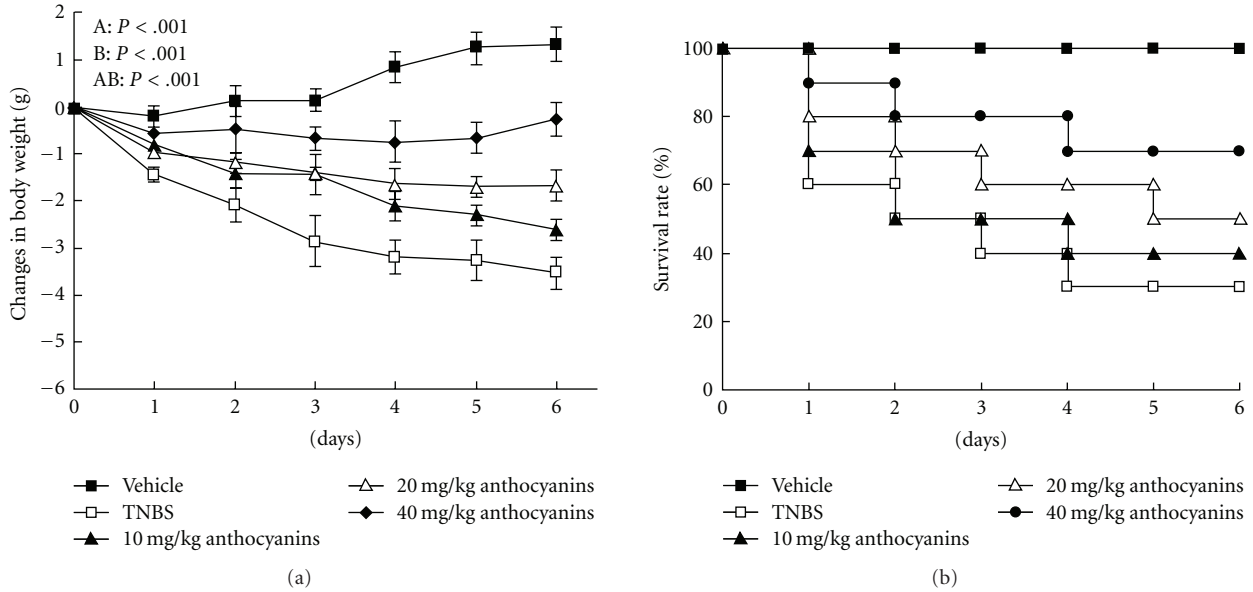 Changes in body weight (g)
2
1
0
−1
−2
−3
−4
−5
−6
A: P < .001
B: P < .001
AB: P < .001
0 1 2 3 4 5 6
(days)
Vehicle
TNBS
10 mg/kg anthocyanins
20 mg/kg anthocyanins
40 mg/kg anthocyanins
(a)
Survival rate (%)
100
80
60
40
20
0
0 1 2 3 4 5 6
(days)
Vehicle
TNBS
10 mg/kg anthocyanins
20 mg/kg anthocyanins
40 mg/kg anthocyanins
(b)